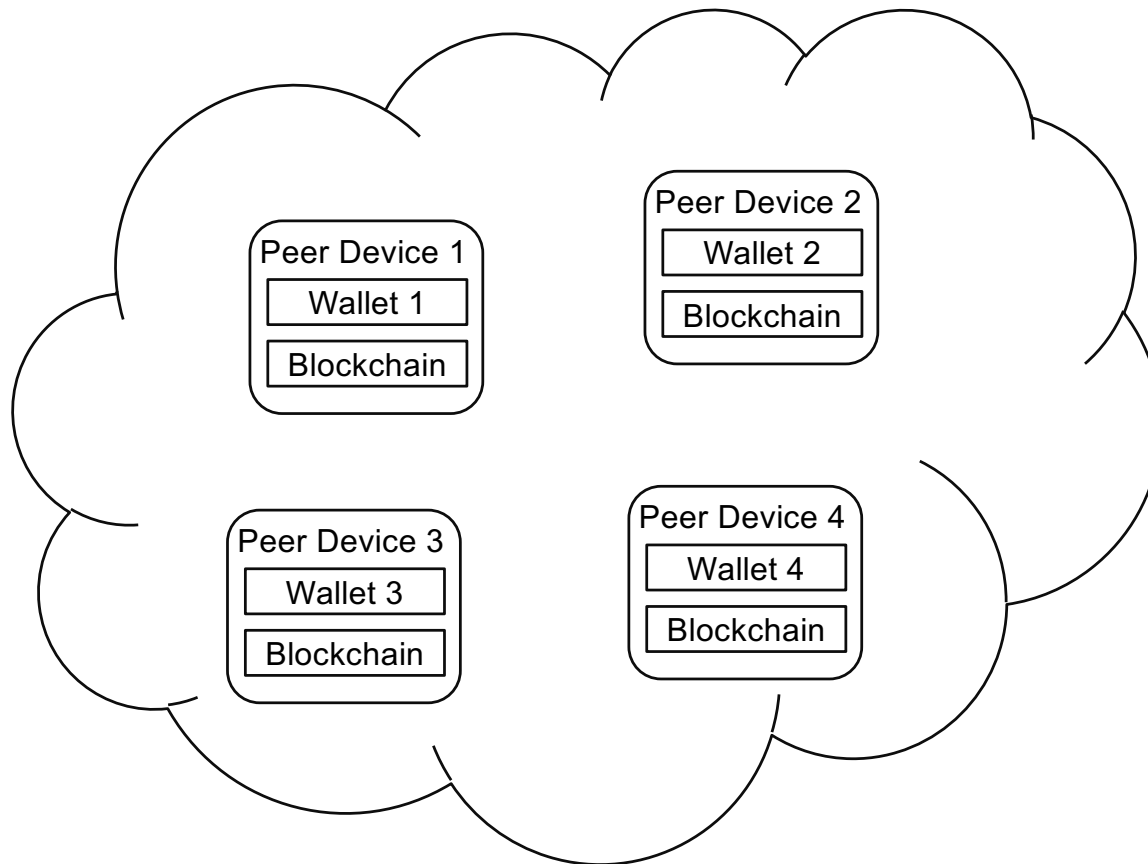 Peer Device 1
Wallet 1
Blockchain
Peer Device 2
Wallet 2
Blockchain
Peer Device 3
Wallet 3
Blockchain
Peer Device 4
Wallet 4
Blockchain